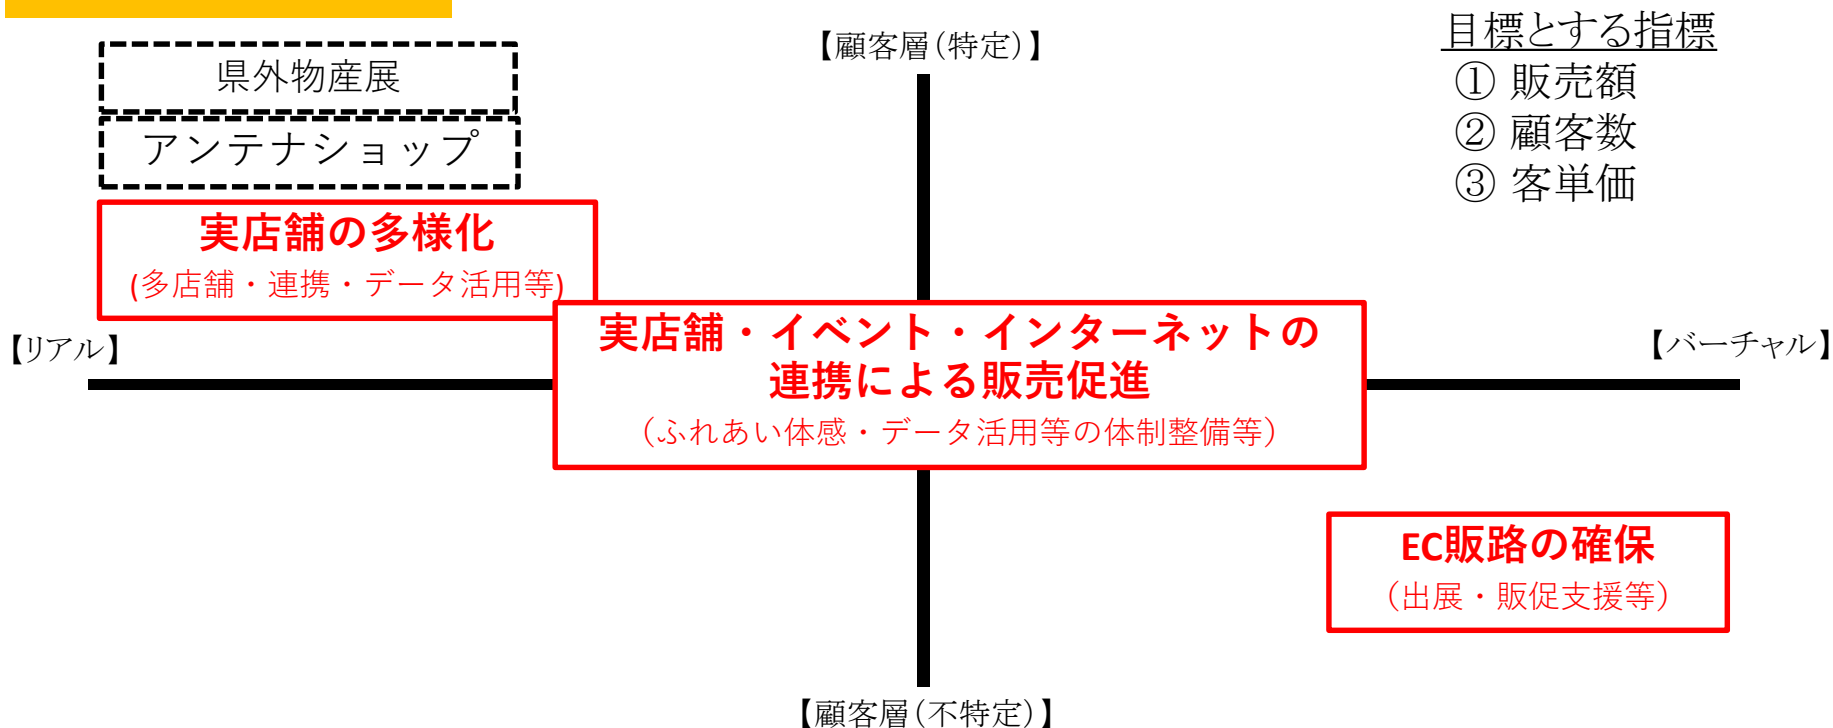 【顧客層（特定）】
目標とする指標
① 販売額
② 顧客数
③ 客単価
県外物産展
アンテナショップ
実店舗の多様化
(多店舗・連携・データ活用等)
実店舗・イベント・インターネットの
連携による販売促進
（ふれあい体感・データ活用等の体制整備等）
【リアル】
【バーチャル】
EC販路の確保
（出展・販促支援等）
【顧客層（不特定）】